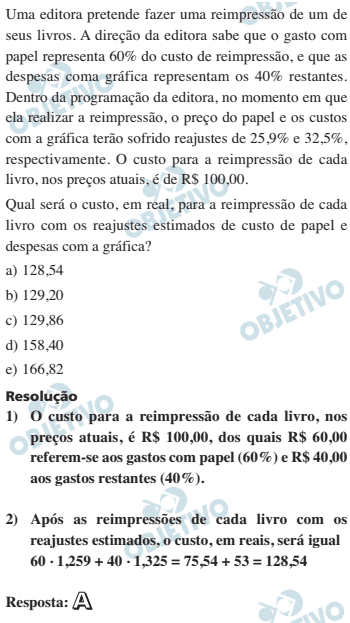 Uma editora pretende fazer uma reimpressão de um de
seus livros. A direção da editora sabe que o gasto com
papel representa 60% do custo de reimpressão, e que as
despesas coma gráfica representam os 40% restantes.
Dentro da programação da editora, no momento em que
ela realizar a reimpressão, o preço do papel e os custos
com a gráfica terão sofrido reajustes de 25,9% e 32,5%,
respectivamente. O custo para a reimpressão de cada
livro, nos preços atuais, é de R$ 100,00.
Qual será o custo, em real, para a reimpressão de cada
livro com os reajustes estimados de custo de papel e
despesas com a gráfica?
a) 128,54
b) 129,20
c) 129,86
d) 158,40
e) 166,82
Resolução
1) O custo para a reimpressão de cada livro, nos
preços atuais, é R$ 100,00, dos quais R$ 60,00
referem-se aos gastos com papel (60%) e R$ 40,00
aos gastos restantes (40%).
2) Após as reimpressões de cada livro com os
reajustes estimados, o custo, em reais, será igual
60 · 1,259 + 40 · 1,325 = 75,54 + 53 = 128,54
Resposta: A
OBJETIVO
OBJETIVO
OBJETIVO
OBJETIVO
OBJETIVO
OBJETIVO